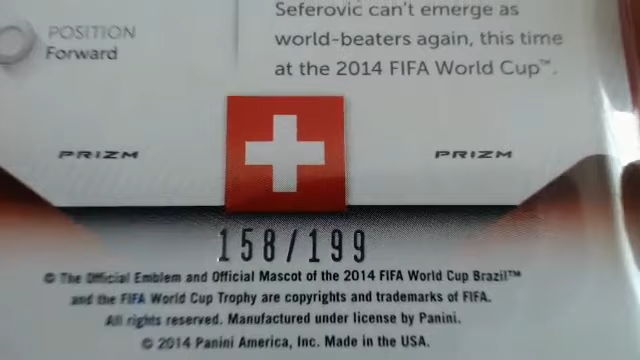 POSITION
Forward
Seferovic can't emerge as
world-beaters again, this time
at the 2014 FIFA World Cup™.
PRIZM
PRIZM
158/199
© The Official Emblem and Official Mascot of the 2014 FIFA World Cup Brazil™
and the FIFA World Cup Trophy are copyrights and trademarks of FIFA.
All rights reserved. Manufactured under license by Panini.
© 2014 Panini America, Inc. Made in the USA.